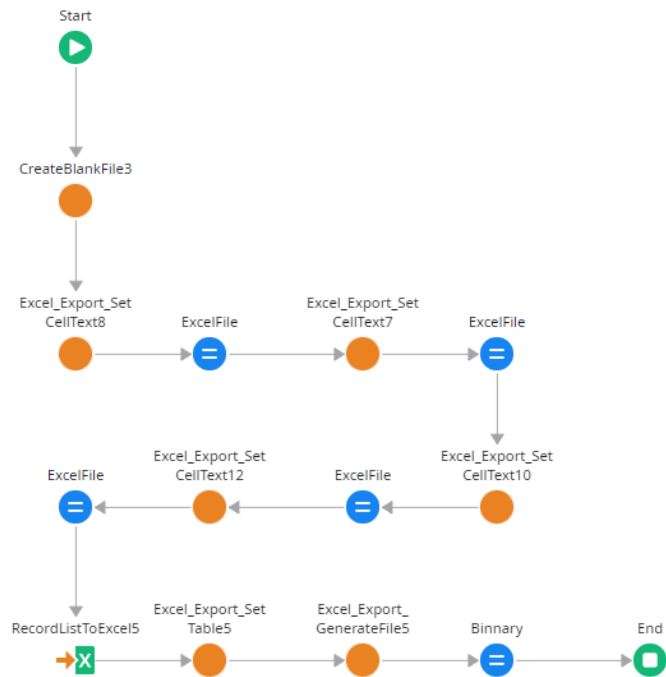 Start
CreateBlankFile3
Excel_Export_Set
CellText8
ExcelFile
Excel_Export_Set
CellText7
ExcelFile
ExcelFile
Excel_Export_Set
CellText12
ExcelFile
Excel_Export_Set
CellText10
RecordListToExcel5
Excel_Export_Set
Table5
Excel_Export_
GenerateFile5
Binnary
End